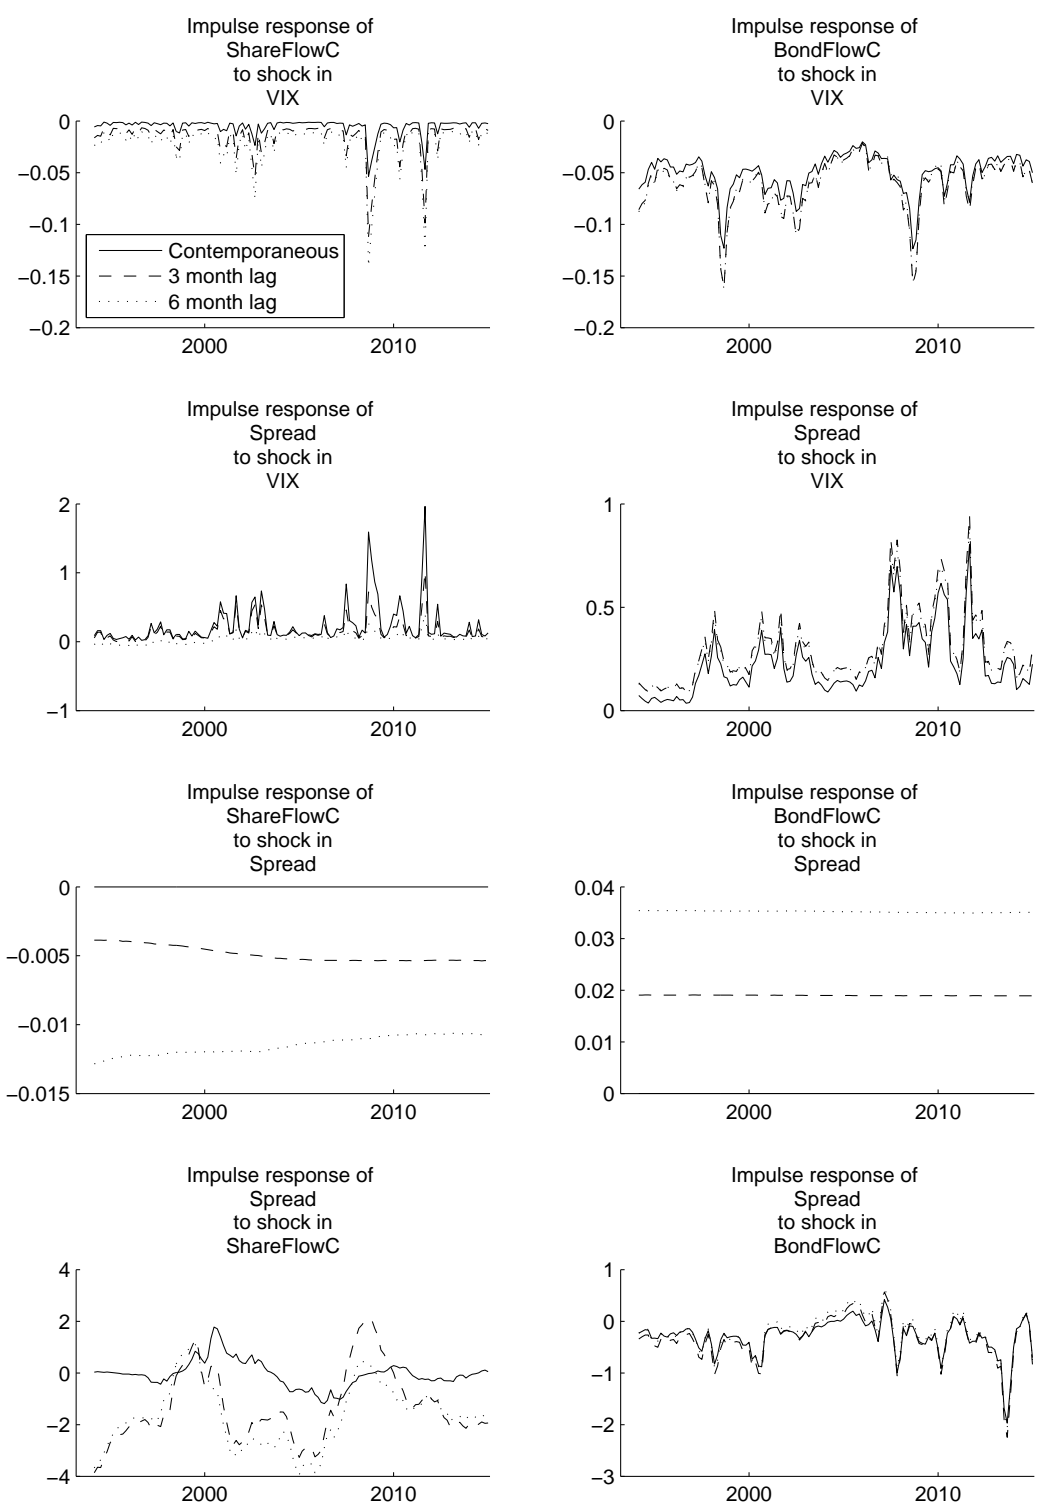 Impulse response of
ShareFlowC
to shock in
VIX
0
−0.05
−0.1
−0.15
−0.2
2000
2010
Contemporaneous
3 month lag
6 month lag
Impulse response of
BondFlowC
to shock in
VIX
0
−0.05
−0.1
−0.15
−0.2
2000
2010
Impulse response of
Spread
to shock in
VIX
2
1
0
−1
2000
2010
Impulse response of
Spread
to shock in
VIX
1
0.5
0
2000
2010
Impulse response of
ShareFlowC
to shock in
Spread
0
−0.005
−0.01
−0.015
2000
2010
Impulse response of
BondFlowC
to shock in
Spread
0.04
0.03
0.02
0.01
0
2000
2010
Impulse response of
Spread
to shock in
ShareFlowC
4
2
0
−2
−4
2000
2010
Impulse response of
Spread
to shock in
BondFlowC
1
0
−1
−2
−3
2000
2010